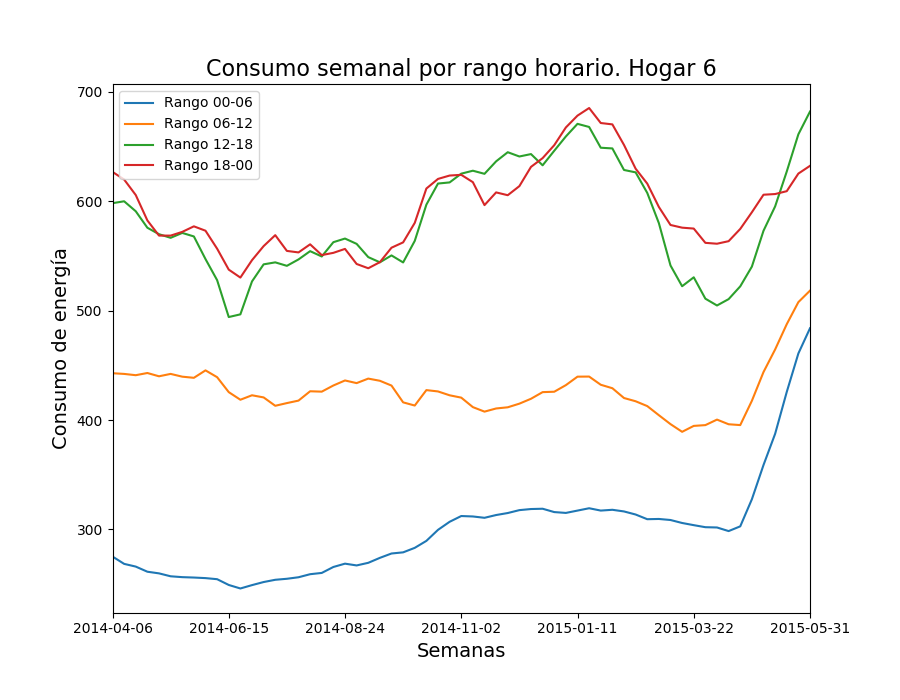 Consumo semanal por rango horario. Hogar 6
Rango 00-06
Rango 06-12
Rango 12-18
Rango 18-00
700
600
500
400
300
Consumo de energía
2014-04-06
2014-06-15
2014-08-24
2014-11-02
2015-01-11
2015-03-22
2015-05-31
Semanas